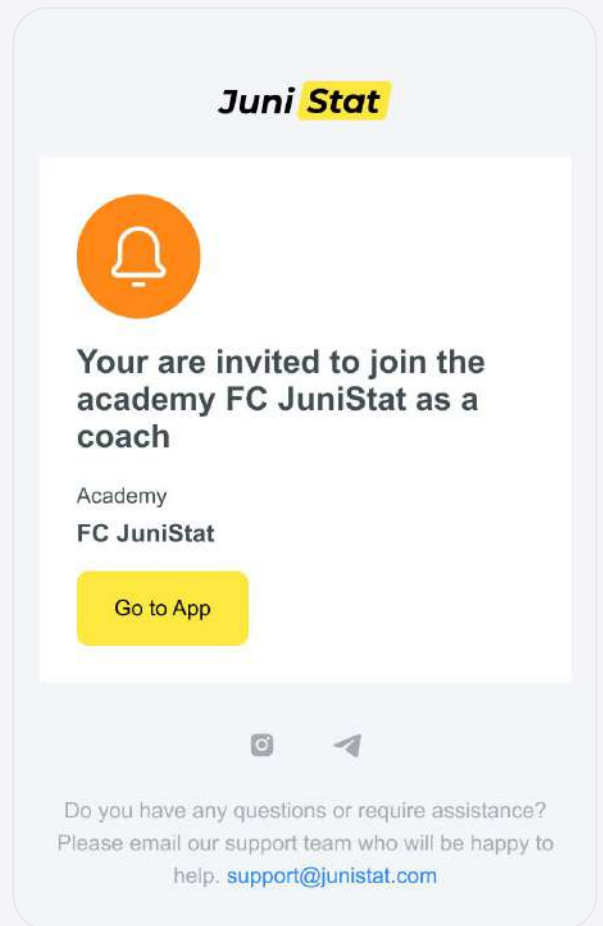 Juni Stat
Your are invited to join the
academy FC JuniStat as a
coach
Academy
FC JuniStat
Go to App
Do you have any questions or require assistance?
Please email our support team who will be happy to
help. support@junistat.com